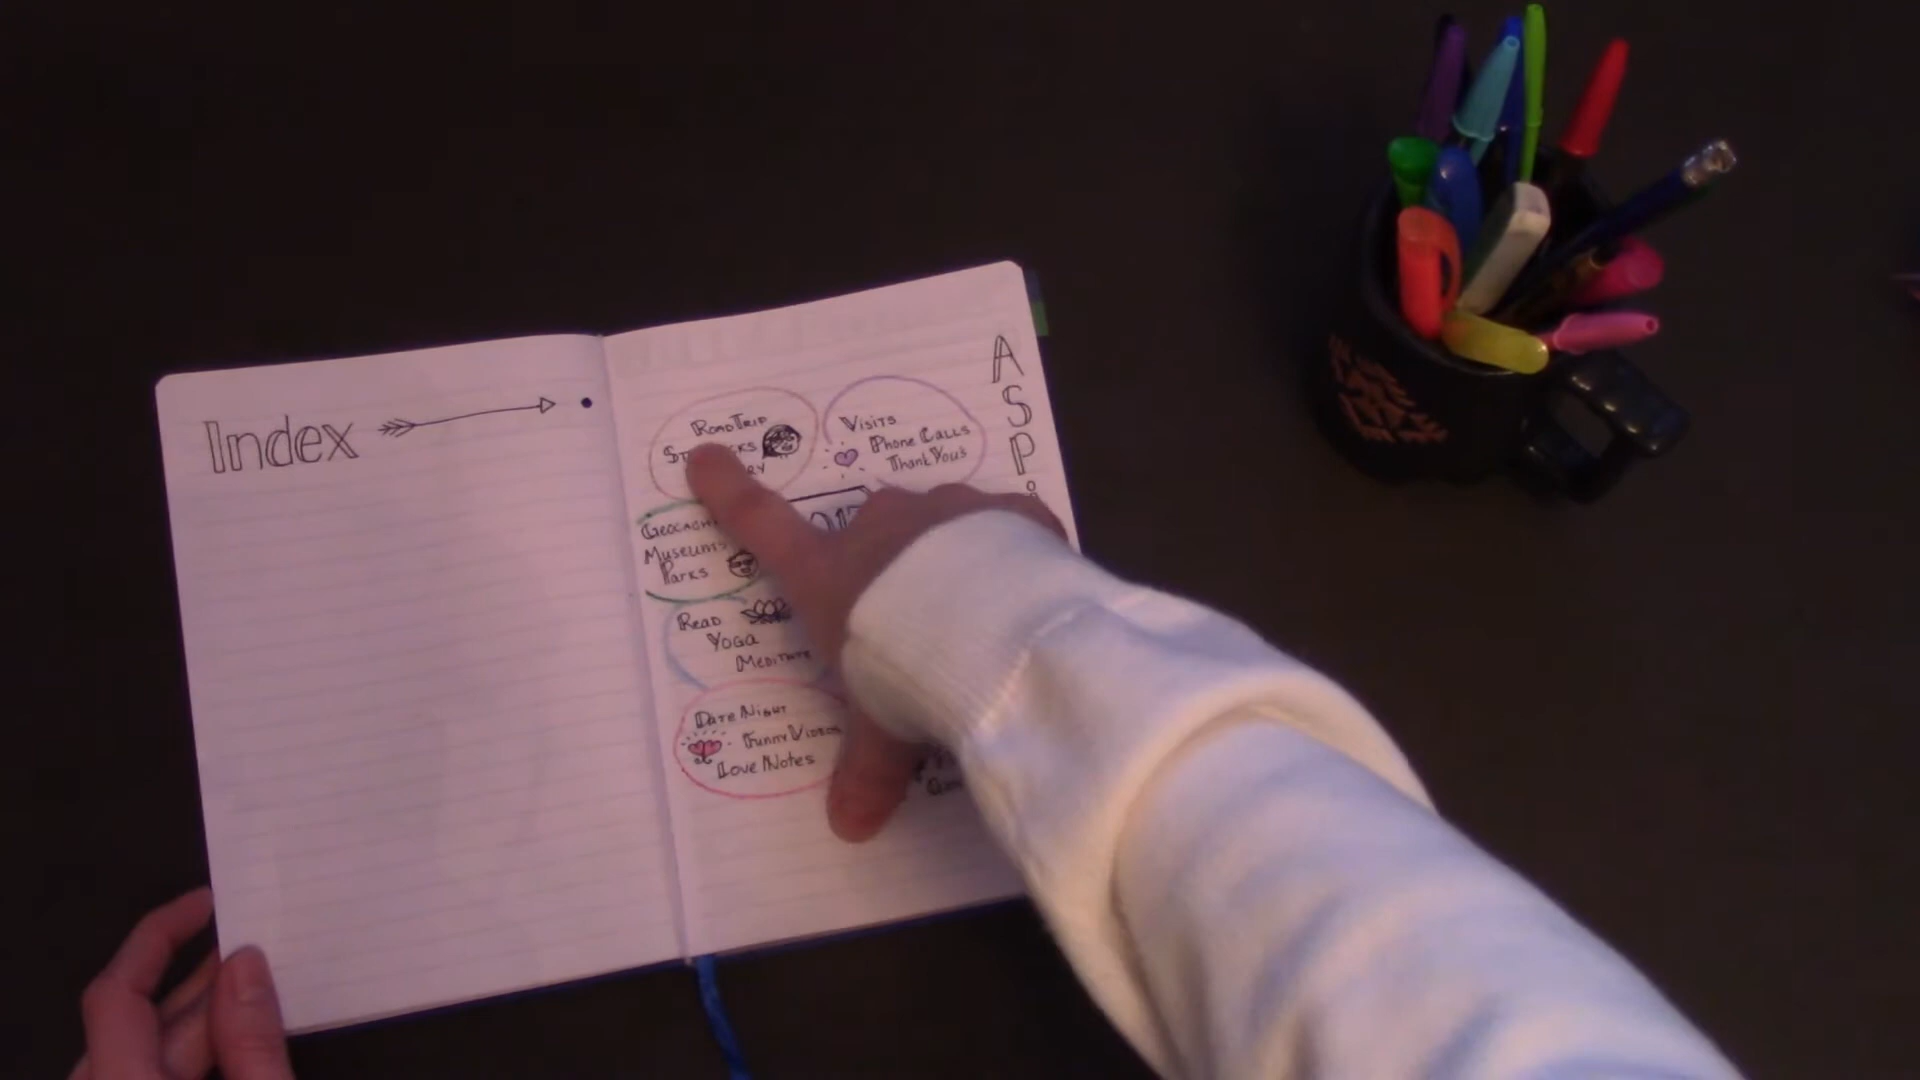 Index
Road Trip
Visits
Phone Calls
Thank You's
Museums
Parks
Read
Yoga
Meditate
Date Night
Funny Videos
Love Notes
A
S
P
i